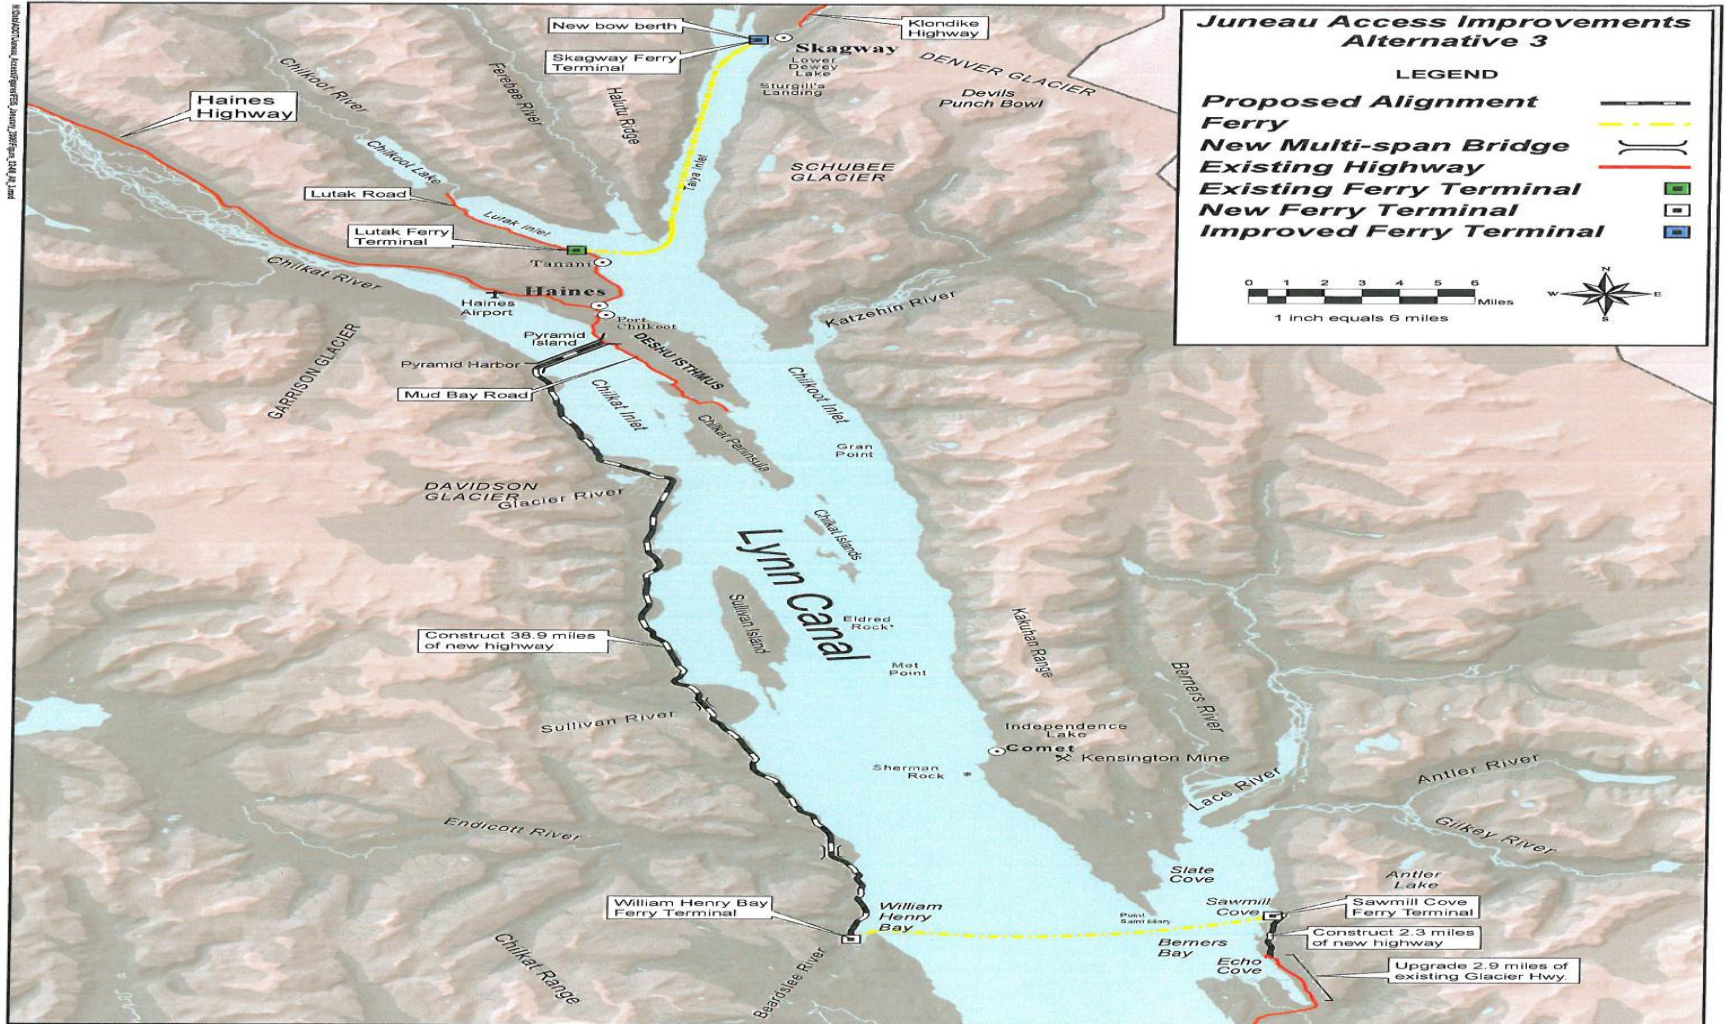 Juneau Access Improvements
Alternative 3
LEGEND
Proposed Alignment
Ferry
New Multi-span Bridge
Existing Highway
Existing Ferry Terminal
New Ferry Terminal
Improved Ferry Terminal
0 1 2 3 4 5 6
Miles
1 inch equals 6 miles
N
W
E
S
New bow berth
Klondike
Highway
Skagway
Skagway Ferry
Terminal
Lower
Dewey
Lake
Sturgill's
Landing
DENVER GLACIER
Devils
Punch Bowl
Chilkoot River
Ferebee River
Halutu Ridge
Haines
Highway
Chilkoot Lake
Taiya Inlet
SCHUBEE
GLACIER
Lutak Road
Lutak Inlet
Lutak Ferry
Terminal
Tanani
Chilkat River
Haines
Haines
Airport
Port
Chilkoot
Katzehin River
Pyramid
Island
DESHU ISTHMUS
Pyramid Harbor
GARRISON GLACIER
Mud Bay Road
Chilkat Inlet
Chilkoot Inlet
Chilkat Peninsula
Gran
Point
DAVIDSON
GLACIER
Glacier River
Chilkat Islands
Lynn Canal
Sullivan Island
Eldred
Rock*
Kakuhan Range
Construct 38.9 miles
of new highway
Met
Point
Berners River
Sullivan River
Independence
Lake
Comet
Kensington Mine
Sherman
Rock *
Lace River
Antler River
Endicott River
Gilkey River
Slate
Cove
Antler
Lake
William Henry Bay
Ferry Terminal
William
Henry
Bay
Point
Saint Mary
Sawmill
Cove
Sawmill Cove
Ferry Terminal
Construct 2.3 miles
of new highway
Berners
Bay
Echo
Cove
Upgrade 2.9 miles of
existing Glacier Hwy.
Chilkat Range
Beardslee River